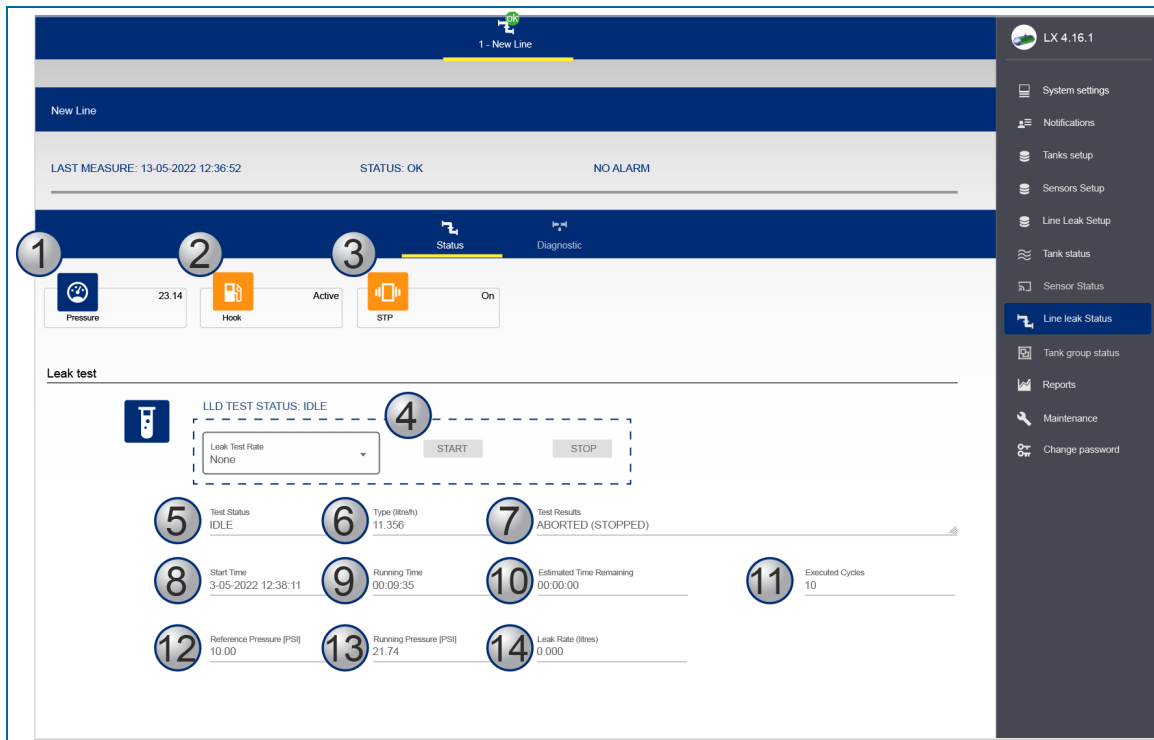 ok
1 - New Line
LX 4.16.1
New Line
LAST MEASURE: 13-05-2022 12:36:52 STATUS: OK NO ALARM
Status Diagnostic
1 2 3
23.14 Active On
Pressure Hook STP
Leak test
LLD TEST STATUS: IDLE
4
Leak Test Rate
None
START STOP
5 Test Status
IDLE
6 Type (litre/h)
11.356
7 Test Results
ABORTED (STOPPED)
8 Start Time
3-05-2022 12:38:11
9 Running Time
00:09:35
10 Estimated Time Remaining
00:00:00
11 Executed Cycles
10
12 Reference Pressure [PSI]
10.00
13 Running Pressure [PSI]
21.74
14 Leak Rate (litres)
0.000
System settings
Notifications
Tanks setup
Sensors Setup
Line Leak Setup
Tank status
Sensor Status
Line leak Status
Tank group status
Reports
Maintenance
Change password